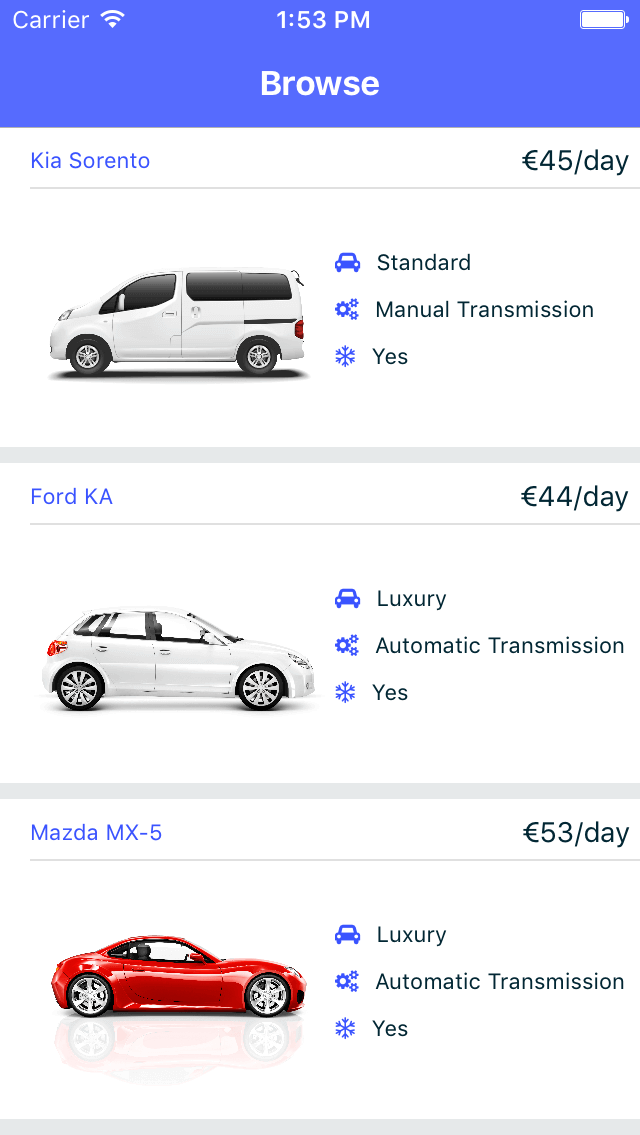 Carrier 1:53 PM
Browse
Kia Sorento €45/day
Standard
Manual Transmission
Yes
Ford KA €44/day
Luxury
Automatic Transmission
Yes
Mazda MX-5 €53/day
Luxury
Automatic Transmission
Yes